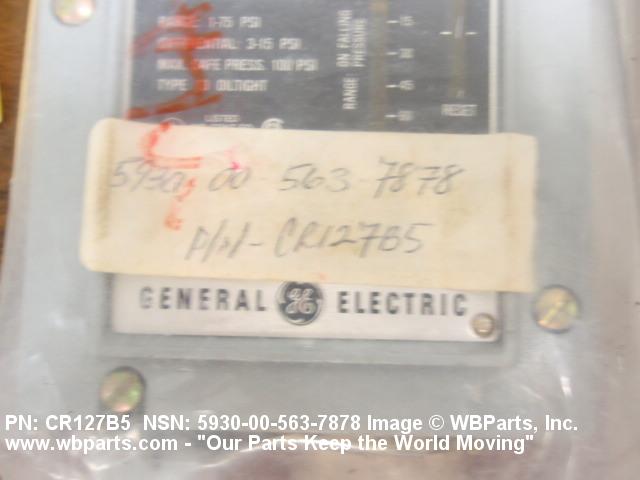 RANGE: 1-75 PSI
DIFFERENTIAL: 3-15 PSI
MAX. SAFE PRESS. 100 PSI
TYPE OILTIGHT
LISTED
RANGE: ON FALLING PRESSURE
15
30
45
60
RESET
5930-00-563-7878
p/n- CR127B5
GENERAL GE ELECTRIC
PN: CR127B5 NSN: 5930-00-563-7878 Image © WBParts, Inc.
www.wbparts.com - "Our Parts Keep the World Moving"